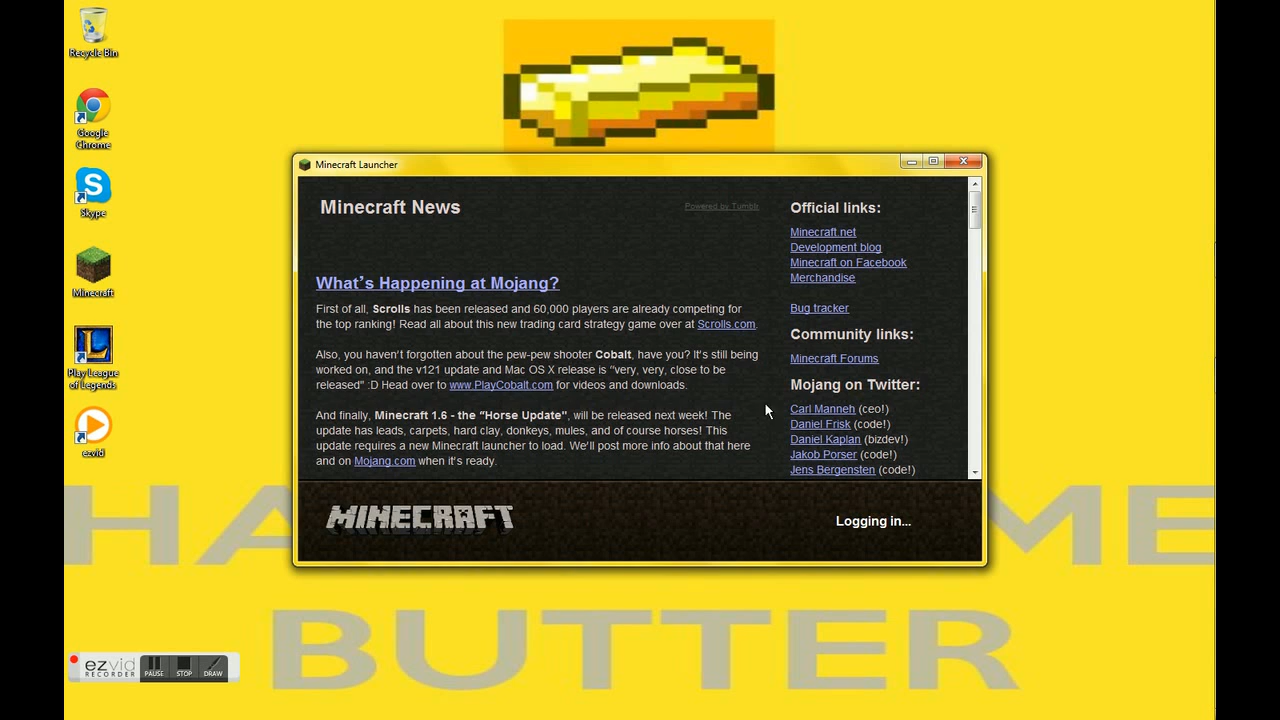 Recycle Bin
Google
Chrome
Skype
Minecraft
Play League
of Legends
ezvid
Minecraft Launcher
Minecraft News
Powered by Tumblr
What's Happening at Mojang?
First of all, Scrolls has been released and 60,000 players are already competing for
the top ranking! Read all about this new trading card strategy game over at Scrolls.com.
Also, you haven't forgotten about the pew-pew shooter Cobalt, have you? It's still being
worked on, and the v121 update and Mac OS X release is "very, very, close to be
released" :D Head over to www.PlayCobalt.com for videos and downloads.
And finally, Minecraft 1.6 - the "Horse Update", will be released next week! The
update has leads, carpets, hard clay, donkeys, mules, and of course horses! This
update requires a new Minecraft launcher to load. We'll post more info about that here
and on Mojang.com when it's ready.
Official links:
Minecraft.net
Development blog
Minecraft on Facebook
Merchandise
Bug tracker
Community links:
Minecraft Forums
Mojang on Twitter:
Carl Manneh (ceo!)
Daniel Frisk (code!)
Daniel Kaplan (bizdev!)
Jakob Porser (code!)
Jens Bergensten (code!)
MINECRAFT
Logging in...
BUTTER
ezvid
RECORDER
PAUSE
STOP
DRAW